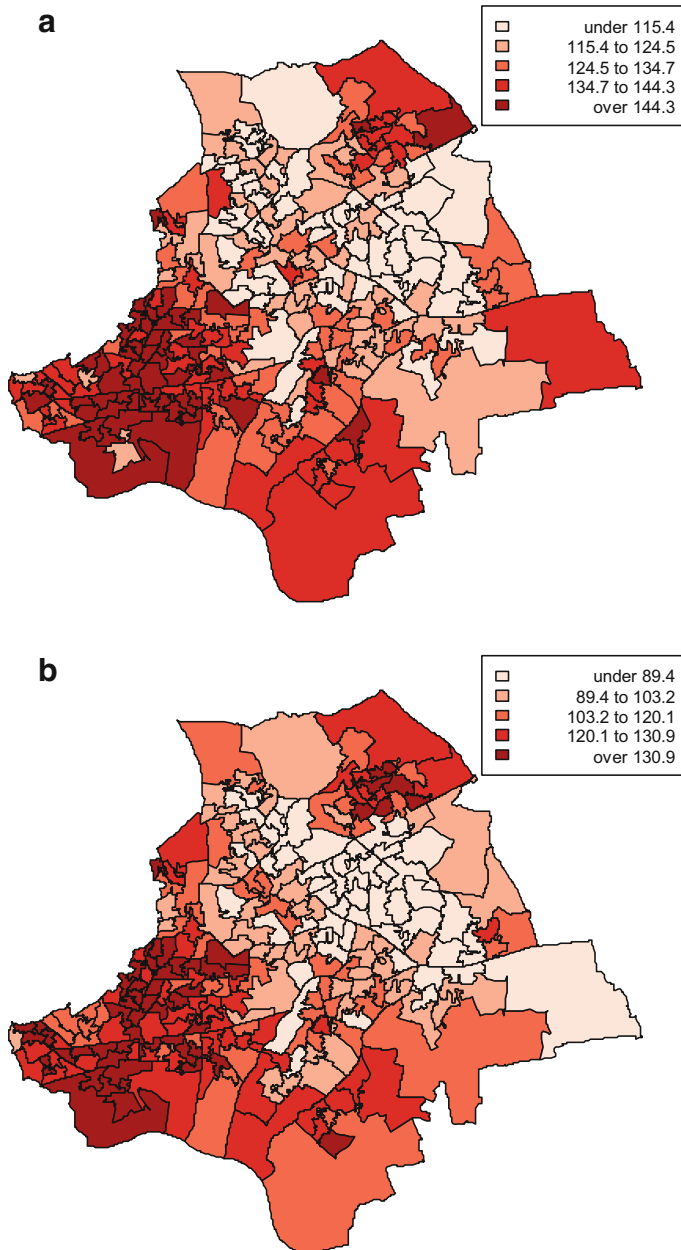 a
under 115.4
115.4 to 124.5
124.5 to 134.7
134.7 to 144.3
over 144.3
b
under 89.4
89.4 to 103.2
103.2 to 120.1
120.1 to 130.9
over 130.9